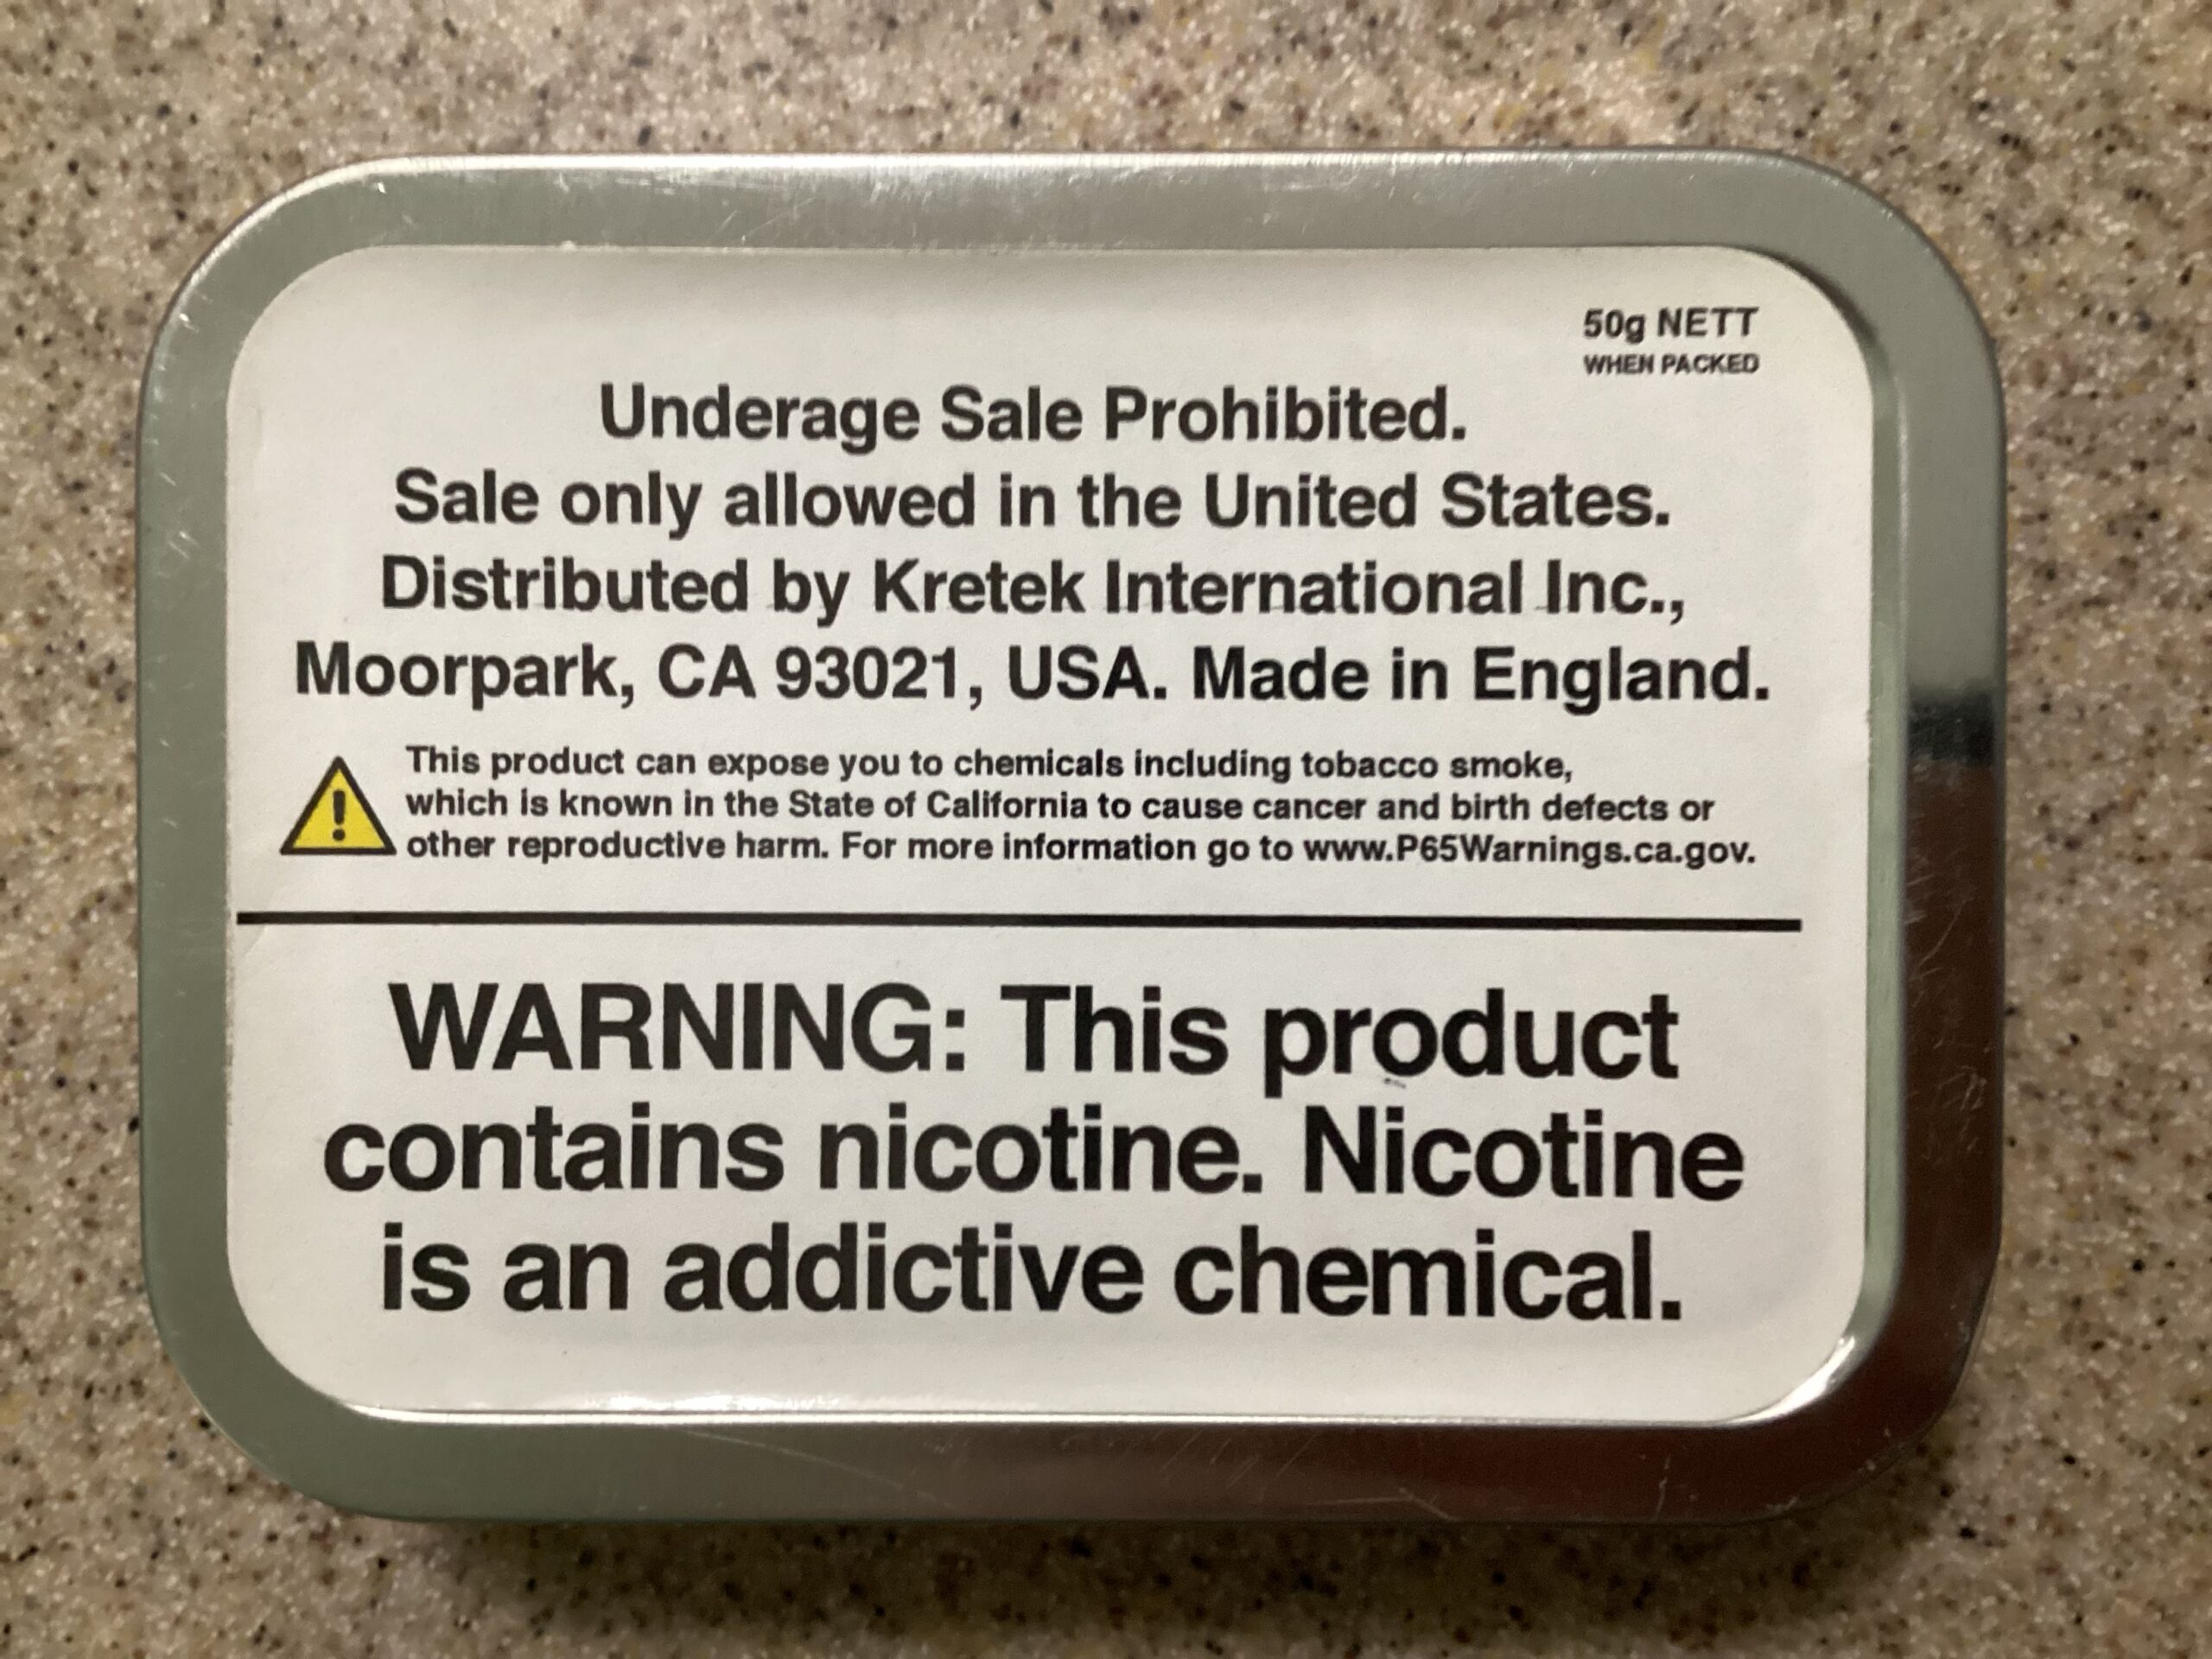 50g NETT
WHEN PACKED
Underage Sale Prohibited.
Sale only allowed in the United States.
Distributed by Kretek International Inc.,
Moorpark, CA 93021, USA. Made in England.
This product can expose you to chemicals including tobacco smoke,
which is known in the State of California to cause cancer and birth defects or
other reproductive harm. For more information go to www.P65Warnings.ca.gov.
WARNING: This product
contains nicotine. Nicotine
is an addictive chemical.